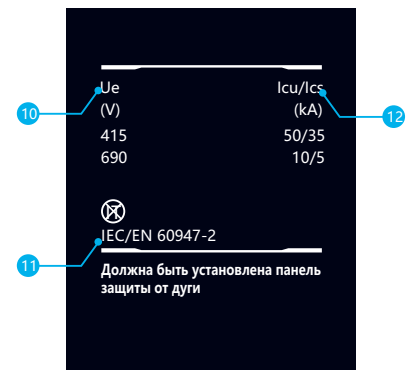 Ue Icu/Ics
(V) (kA)
415 50/35
690 10/5
IEC/EN 60947-2
Должна быть установлена панель
защиты от дуги
10
11
12